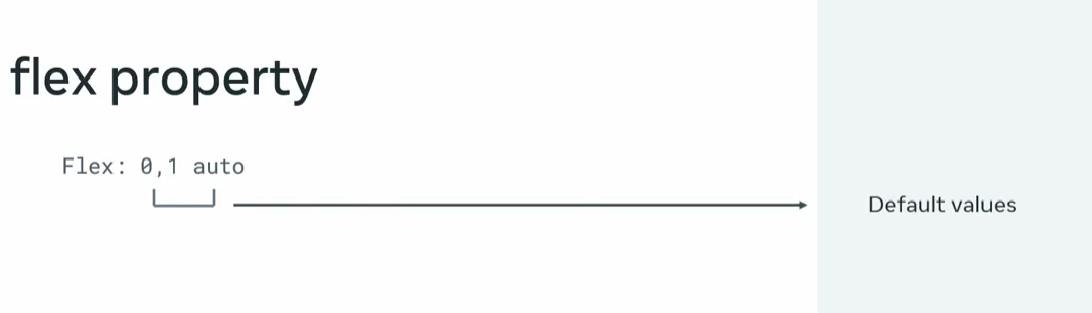 flex property
Flex: 0,1 auto
Default values